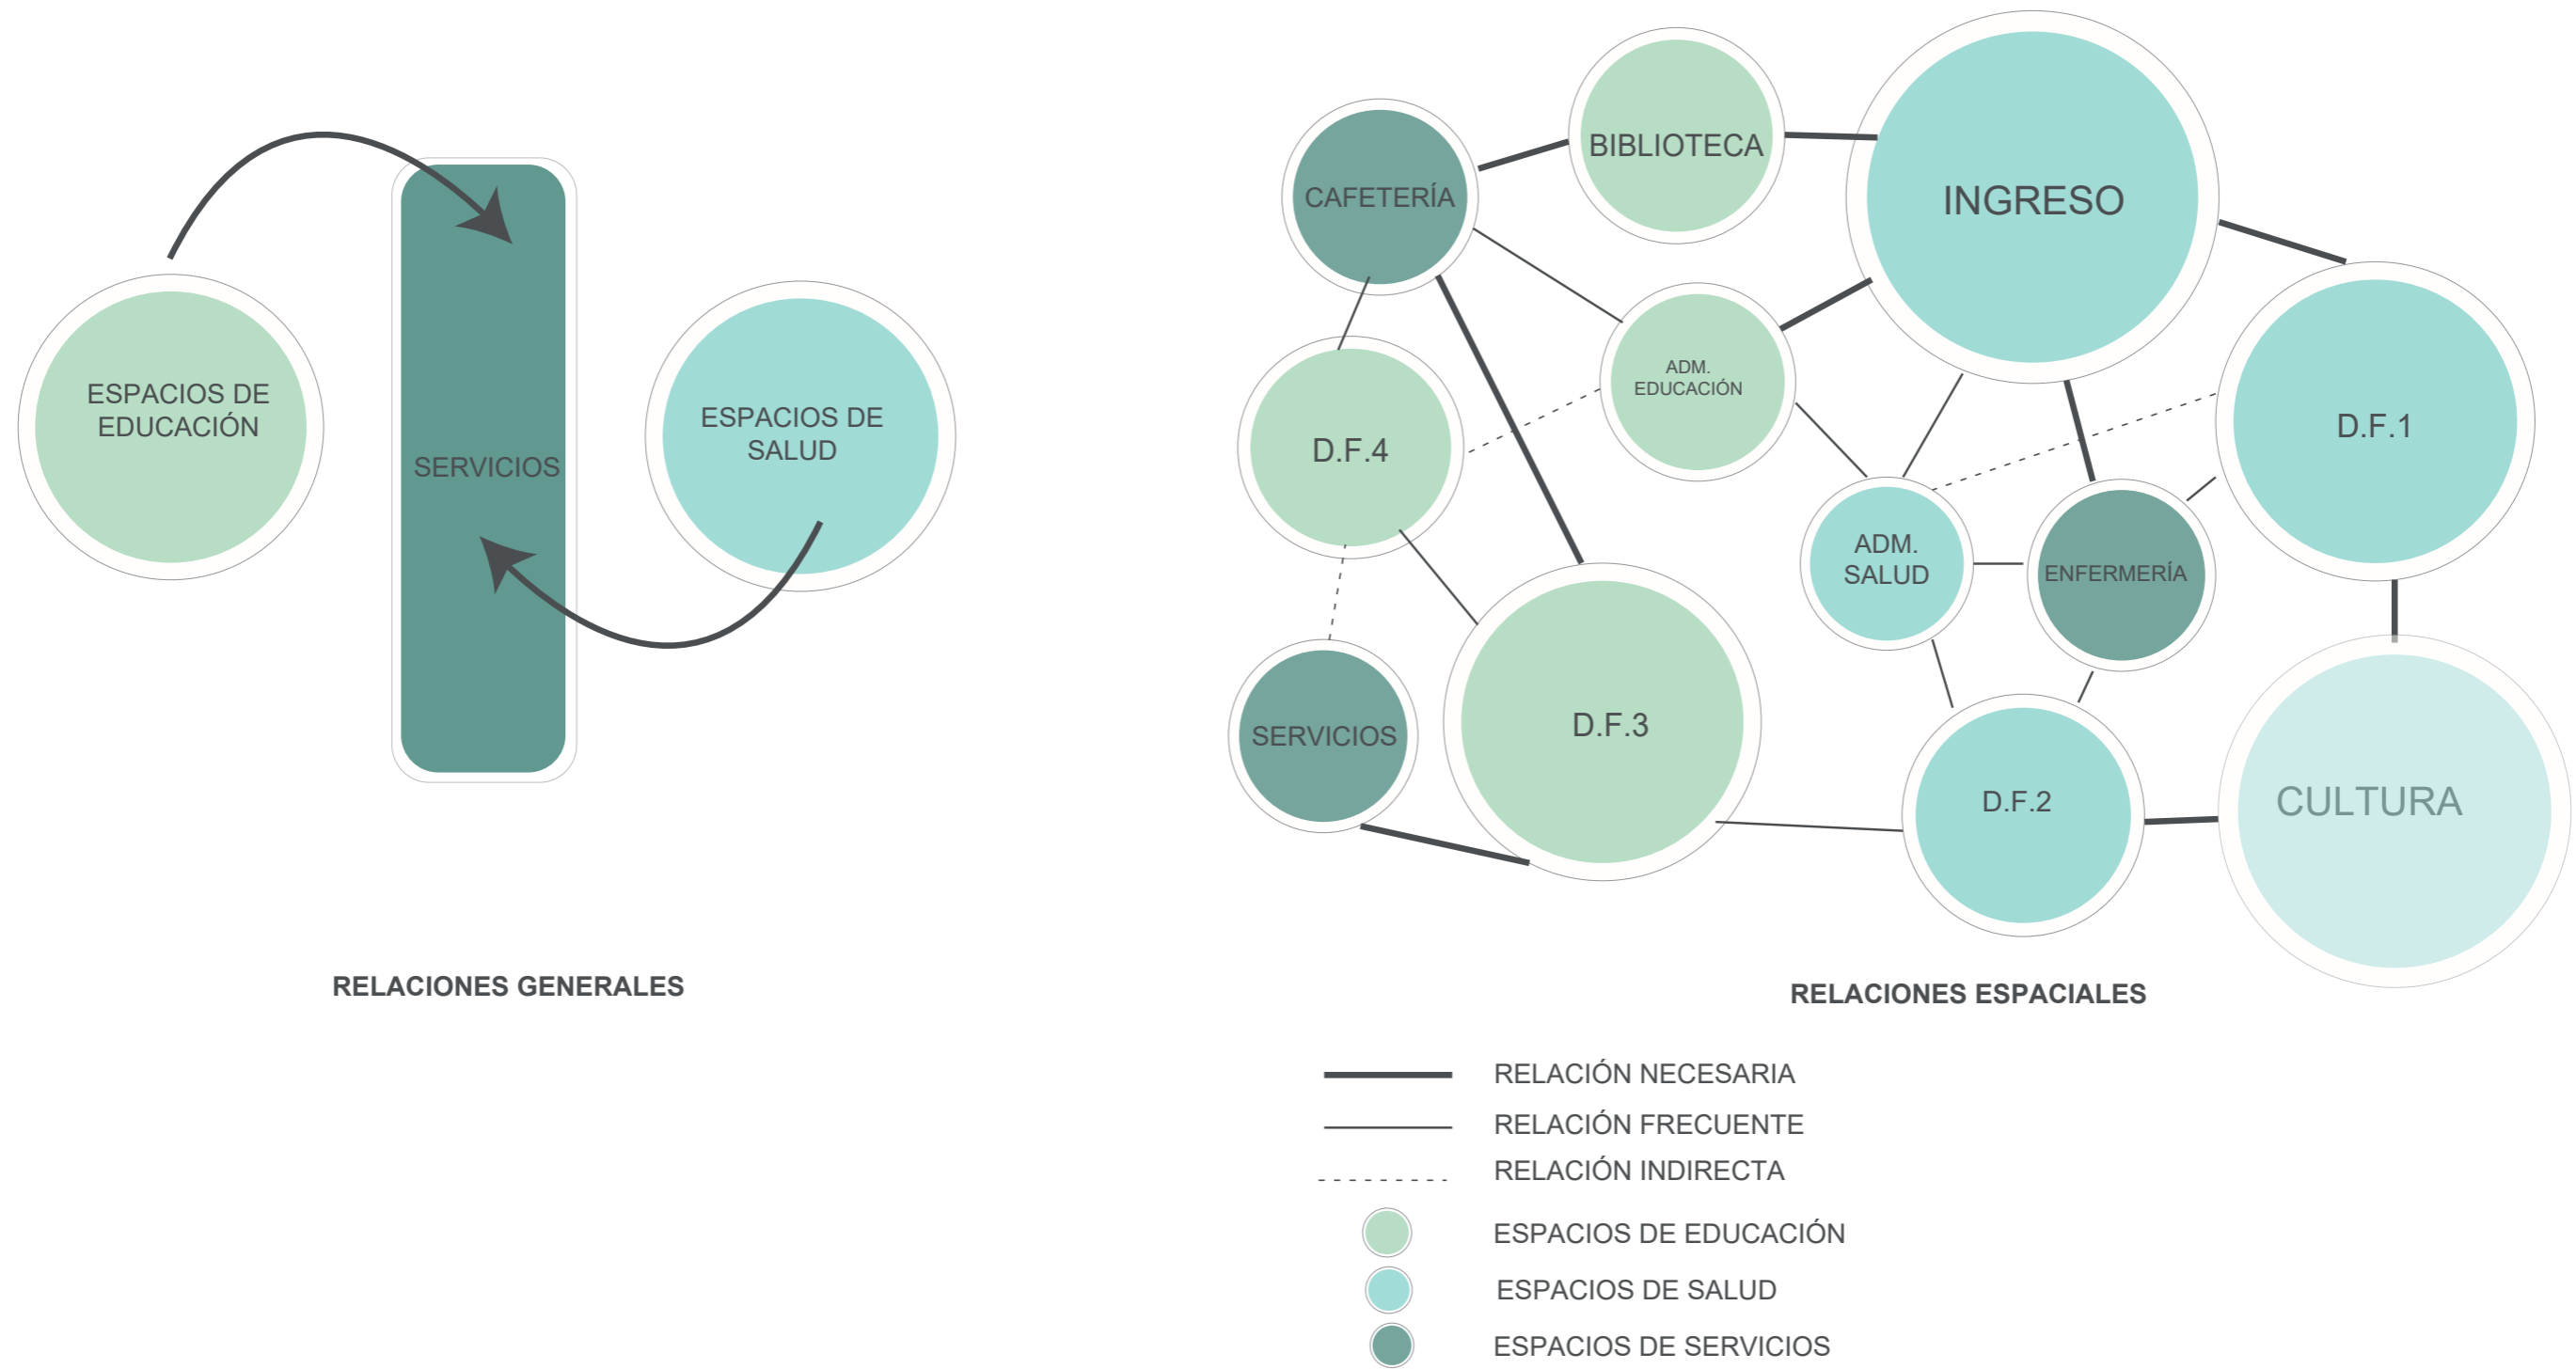 ESPACIOS DE
EDUCACIÓN
SERVICIOS
ESPACIOS DE
SALUD
RELACIONES GENERALES
BIBLIOTECA
CAFETERÍA
INGRESO
ADM.
EDUCACIÓN
D.F.4
D.F.1
ADM.
SALUD
ENFERMERÍA
SERVICIOS
D.F.3
D.F.2
CULTURA
RELACIONES ESPACIALES
RELACIÓN NECESARIA
RELACIÓN FRECUENTE
RELACIÓN INDIRECTA
ESPACIOS DE EDUCACIÓN
ESPACIOS DE SALUD
ESPACIOS DE SERVICIOS